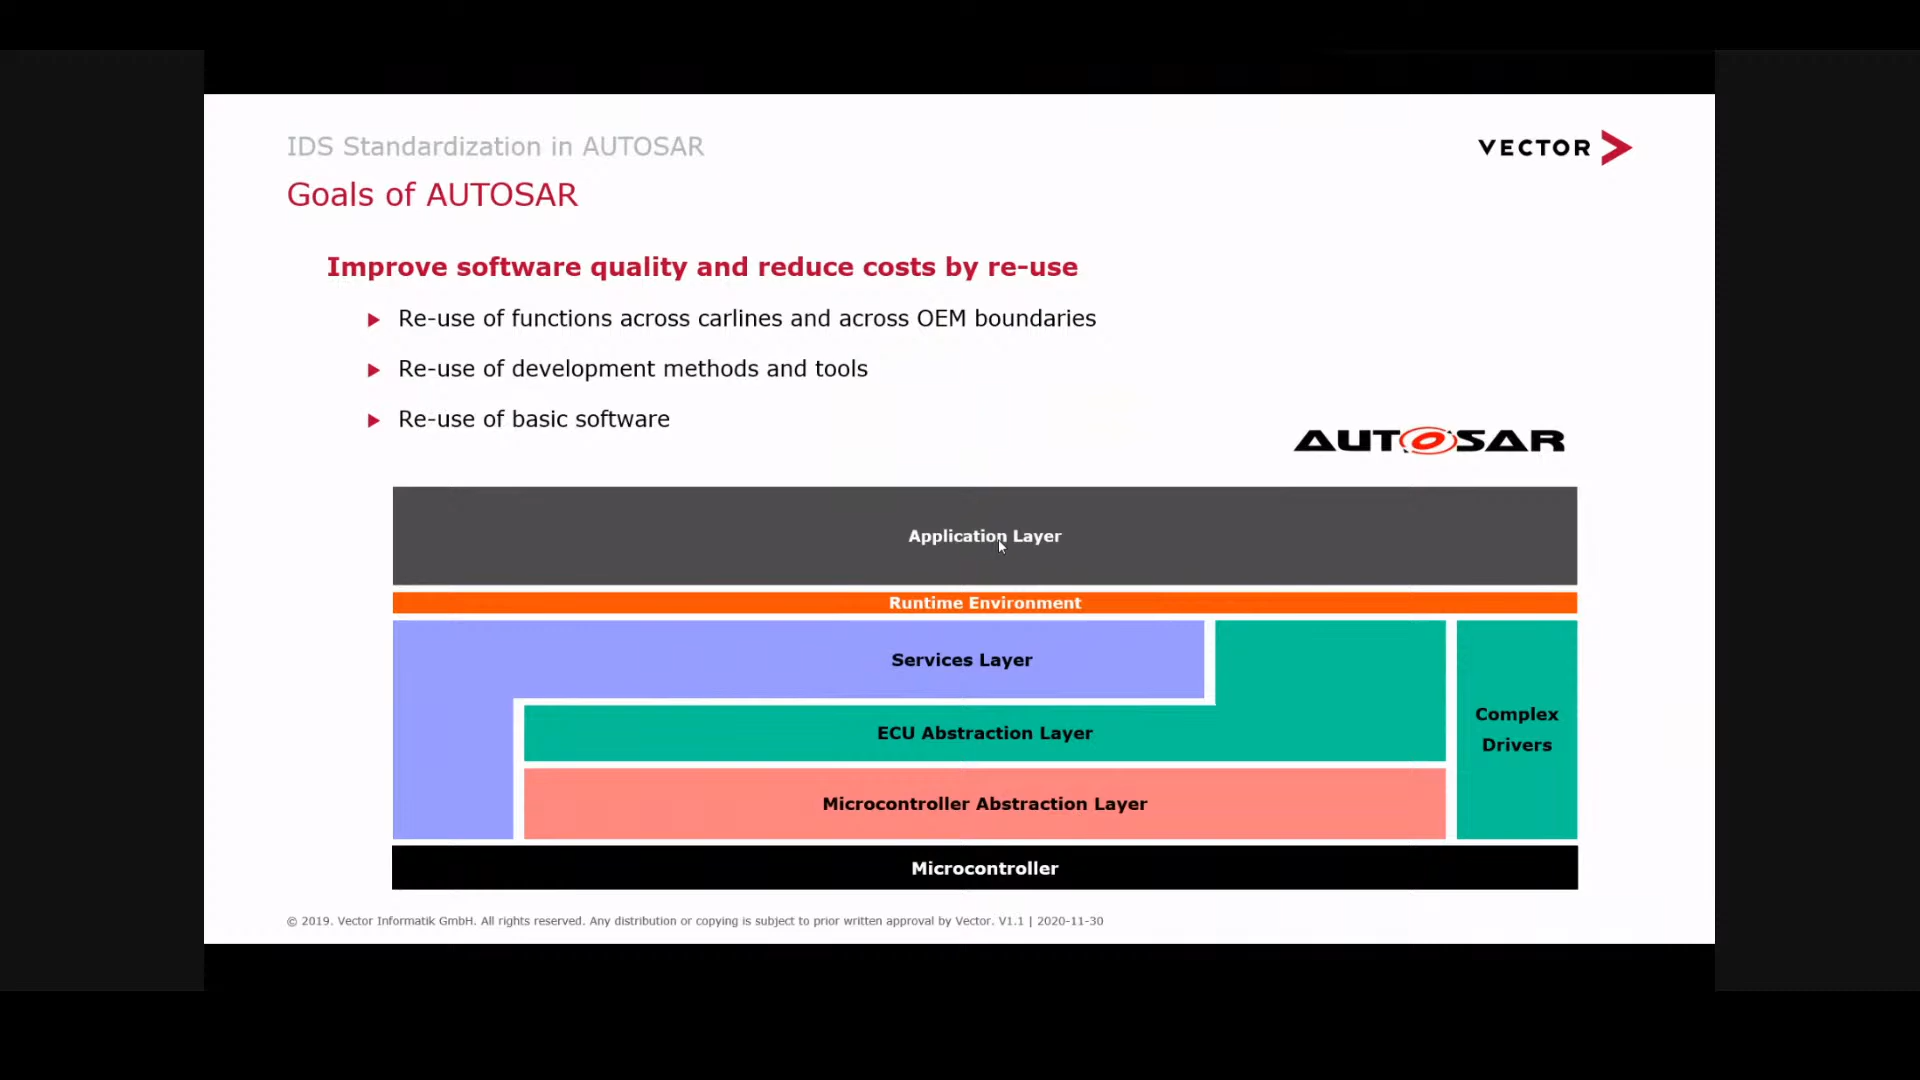 IDS Standardization in AUTOSAR
VECTOR
Goals of AUTOSAR
Improve software quality and reduce costs by re-use
Re-use of functions across carlines and across OEM boundaries
Re-use of development methods and tools
Re-use of basic software
AUTOSAR
Application Layer
Runtime Environment
Services Layer
ECU Abstraction Layer
Complex
Drivers
Microcontroller Abstraction Layer
Microcontroller
© 2019. Vector Informatik GmbH. All rights reserved. Any distribution or copying is subject to prior written approval by Vector. V1.1 | 2020-11-30